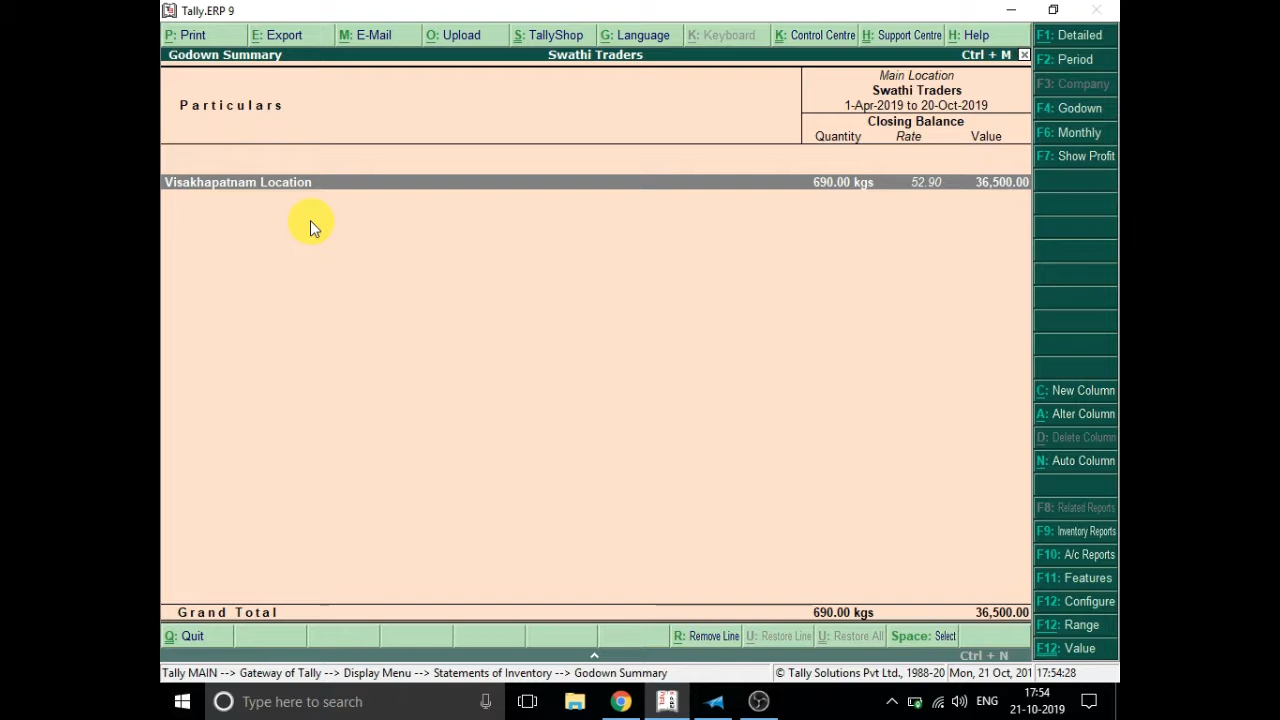 Tally.ERP 9
P: Print E: Export M: E-Mail O: Upload S: TallyShop G: Language K: Keyboard K: Control Centre H: Support Centre H: Help
Godown Summary Swathi Traders Ctrl + M
Particulars
Main Location
Swathi Traders
1-Apr-2019 to 20-Oct-2019
Closing Balance
Quantity Rate Value
Visakhapatnam Location 690.00 kgs 52.90 36,500.00
Grand Total 690.00 kgs 36,500.00
F1: Detailed
F2: Period
F3: Company
F4: Godown
F6: Monthly
F7: Show Profit
C: New Column
A: Alter Column
D: Delete Column
N: Auto Column
F8: Related Reports
F9: Inventory Reports
F10: A/c Reports
F11: Features
F12: Configure
F12: Range
F12: Value
Q: Quit R: Remove Line U: Restore Line U: Restore All Space: Select
Ctrl + N
Tally MAIN --> Gateway of Tally --> Display Menu --> Statements of Inventory --> Godown Summary © Tally Solutions Pvt Ltd., 1988-20 Mon, 21 Oct, 201 17:54:28
Type here to search ENG 17:54
21-10-2019